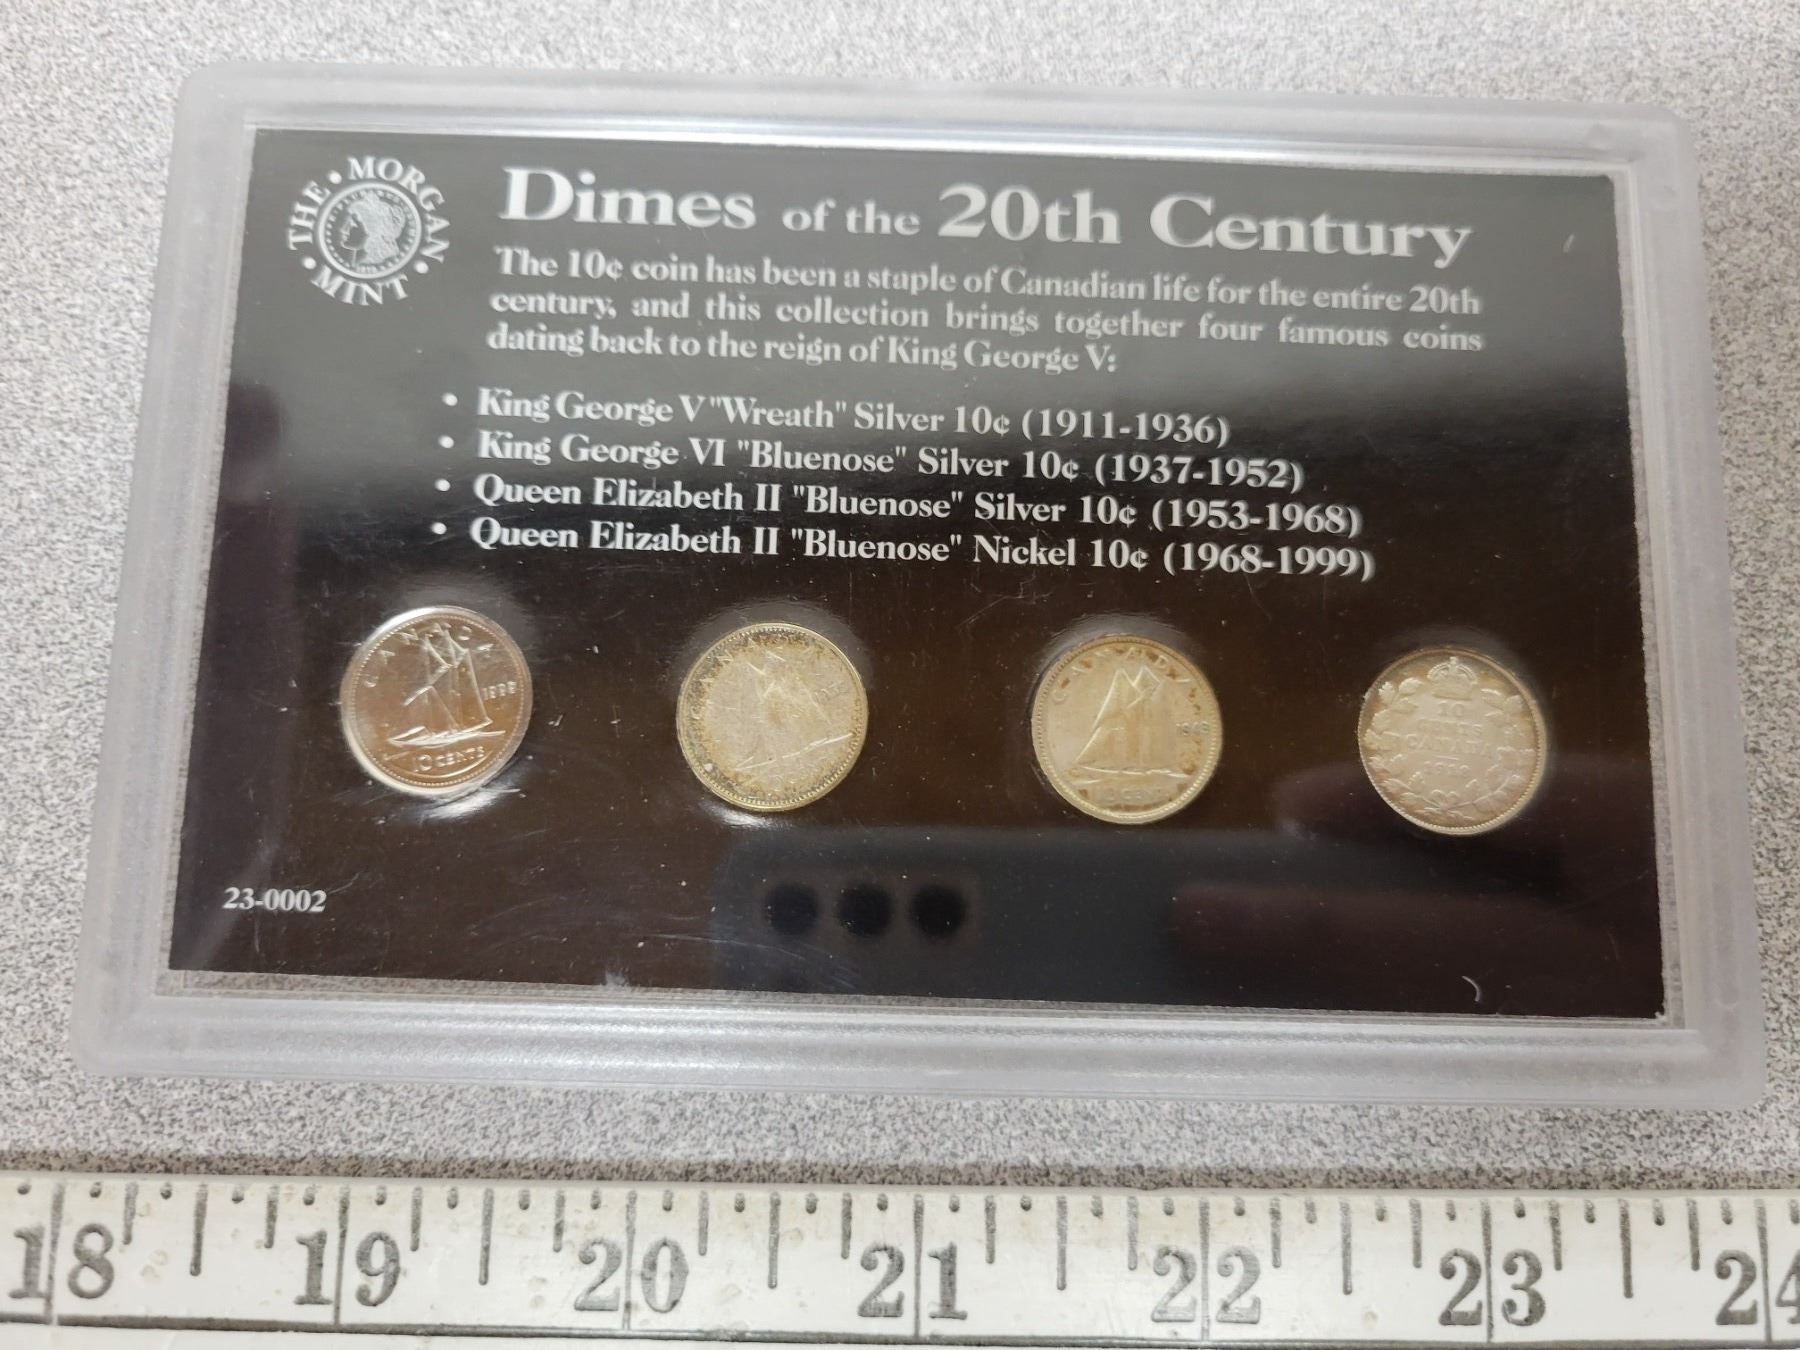 THE • MORGAN • MINT •
Dimes of the 20th Century
The 10¢ coin has been a staple of Canadian life for the entire 20th
century, and this collection brings together four famous coins
dating back to the reign of King George V:
• King George V "Wreath" Silver 10¢ (1911-1936)
• King George VI "Bluenose" Silver 10¢ (1937-1952)
• Queen Elizabeth II "Bluenose" Silver 10¢ (1953-1968)
• Queen Elizabeth II "Bluenose" Nickel 10¢ (1968-1999)
CANADA
10 CENTS
CANADA
CANADA
10
CENTS
CANADA
23-0002
18 19 20 21 22 23 24